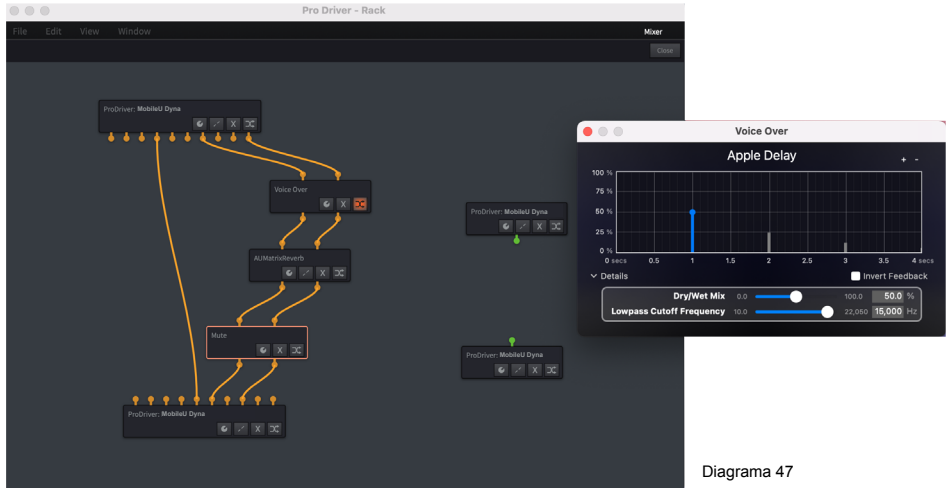 Pro Driver - Rack
File Edit View Window Mixer
Close
ProDriver: MobileU Dyna
X
Voice Over
X
AUMatrixReverb
X
Mute
X
ProDriver: MobileU Dyna
X
ProDriver: MobileU Dyna
X
ProDriver: MobileU Dyna
X
Voice Over
Apple Delay
+ -
100 %
75 %
50 %
25 %
0 %
0 secs 0.5 1 1.5 2 2.5 3 3.5 4 secs
Details Invert Feedback
Dry/Wet Mix 0.0 100.0 50.0 %
Lowpass Cutoff Frequency 10.0 22,050 15,000 Hz
Diagrama 47